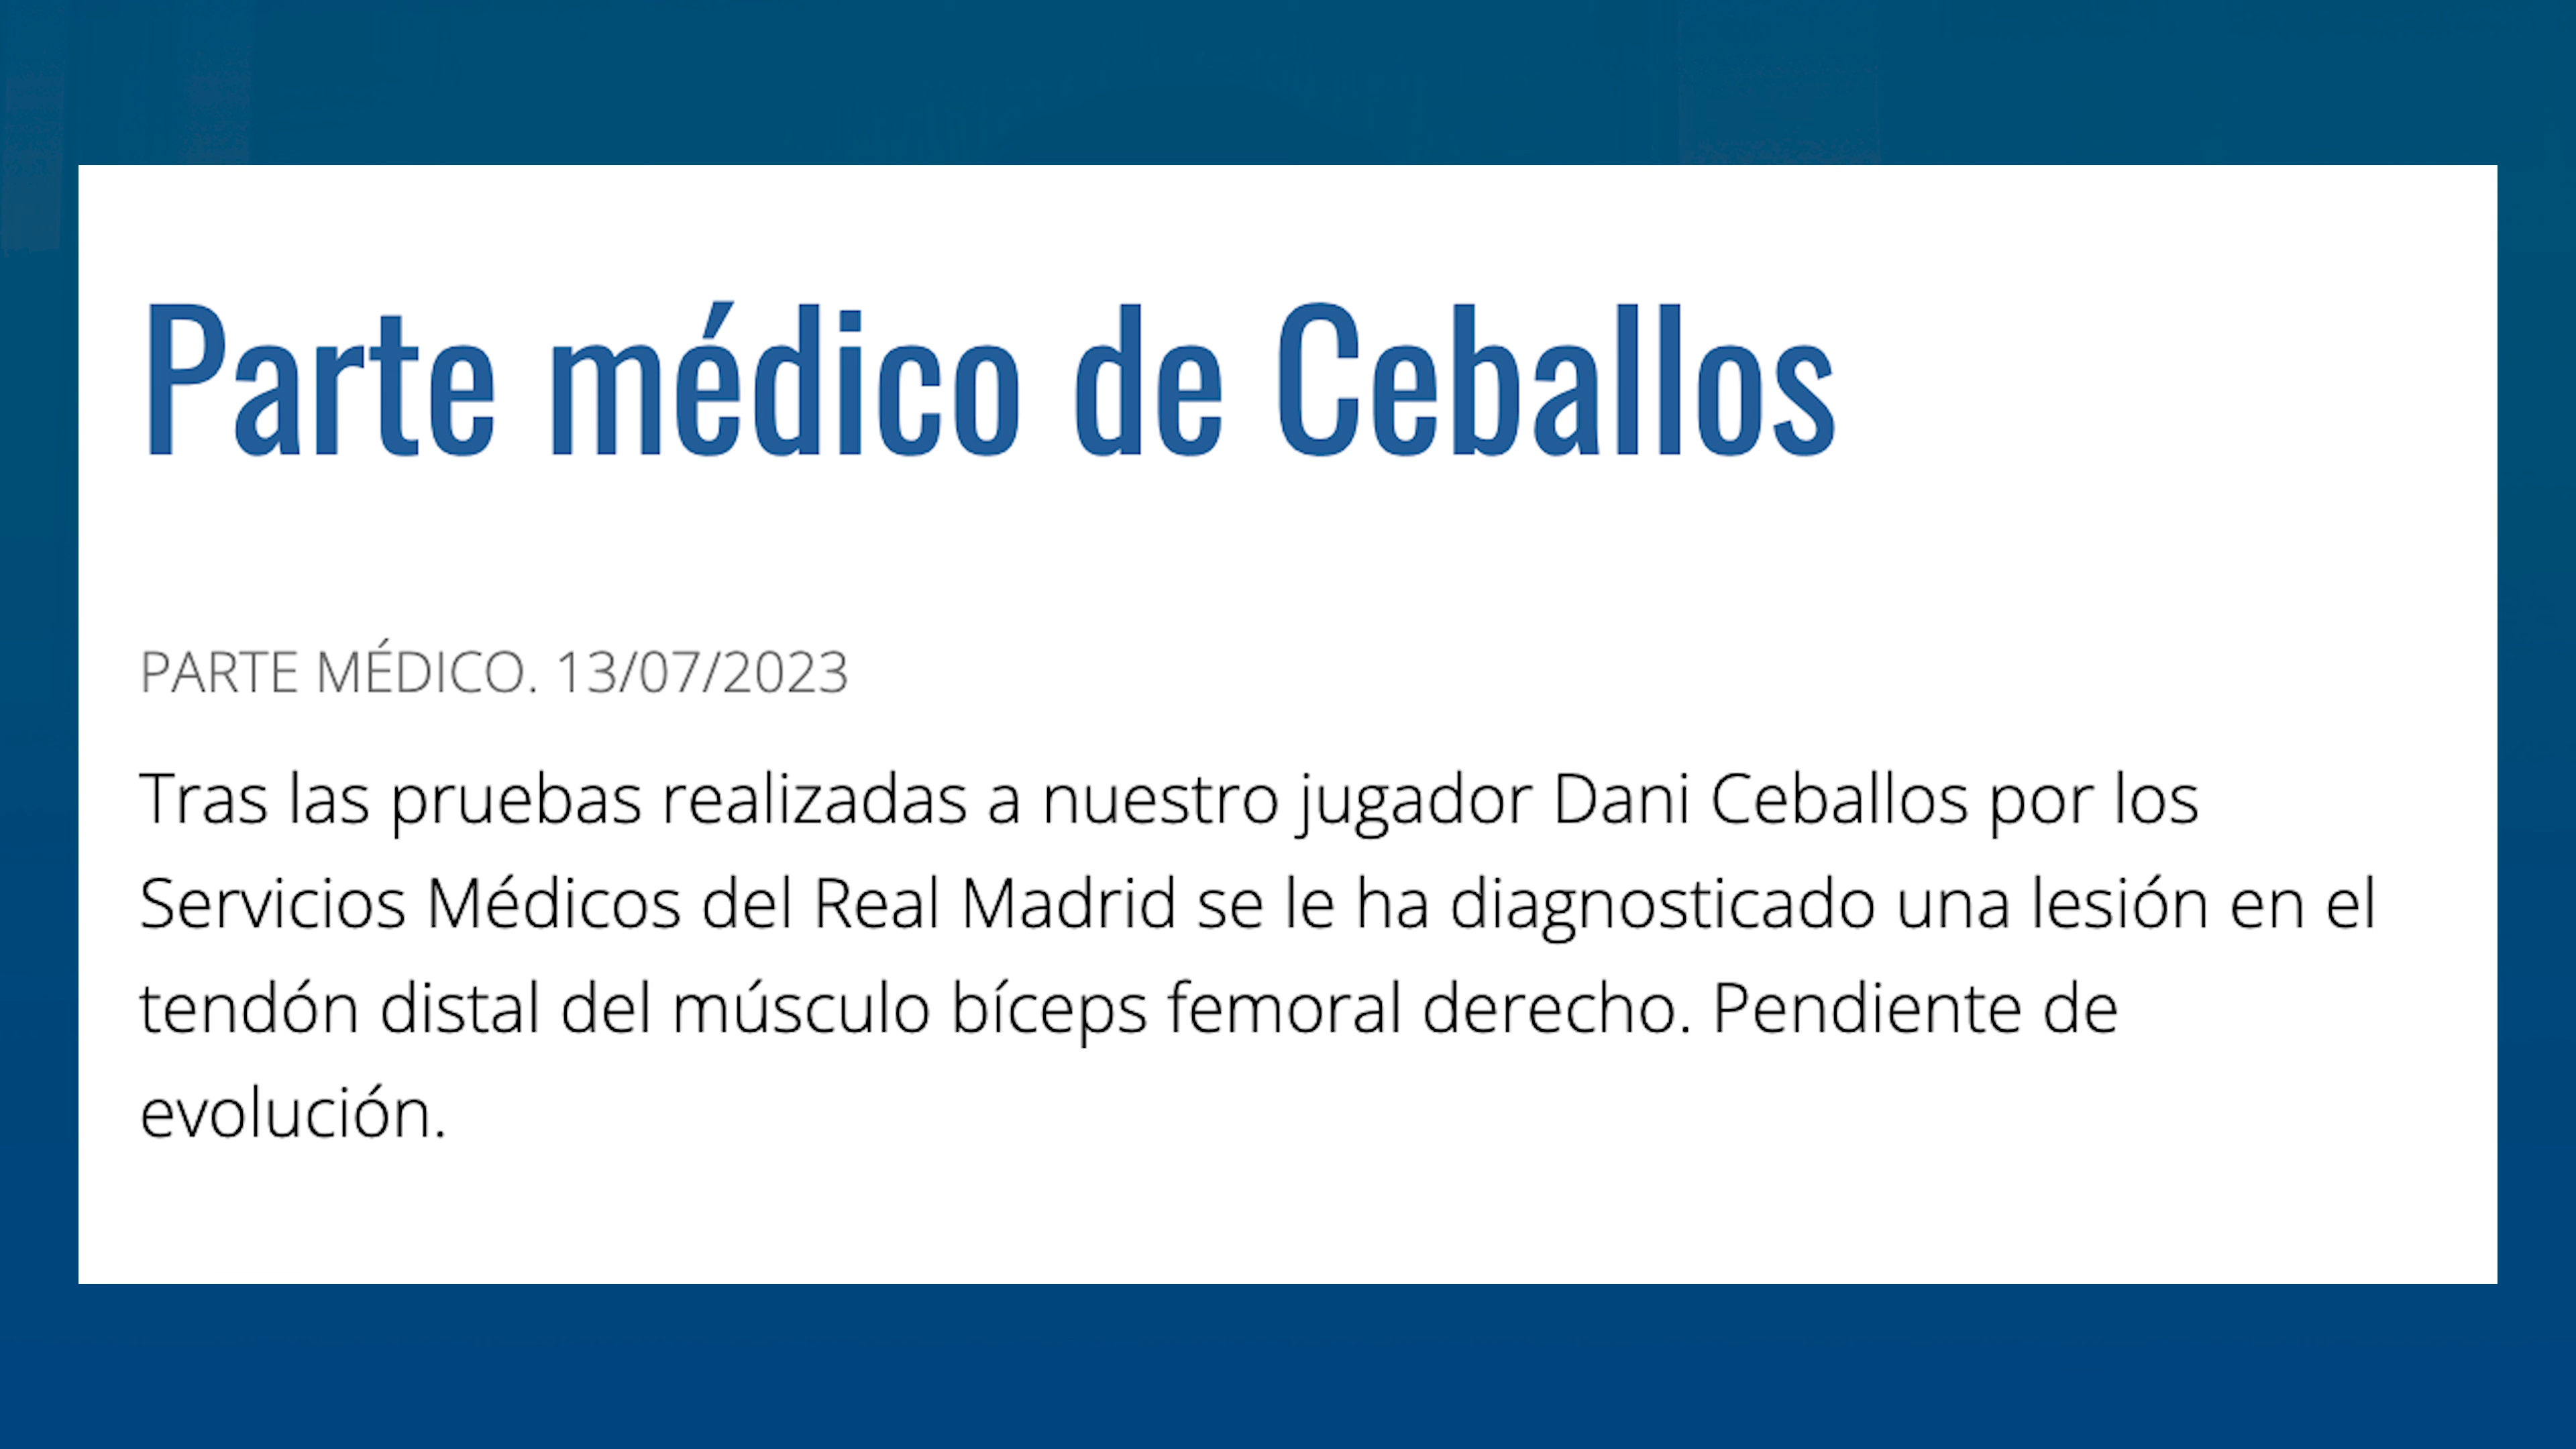 Parte médico de Ceballos
PARTE MÉDICO. 13/07/2023
Tras las pruebas realizadas a nuestro jugador Dani Ceballos por los
Servicios Médicos del Real Madrid se le ha diagnosticado una lesión en el
tendón distal del músculo bíceps femoral derecho. Pendiente de
evolución.